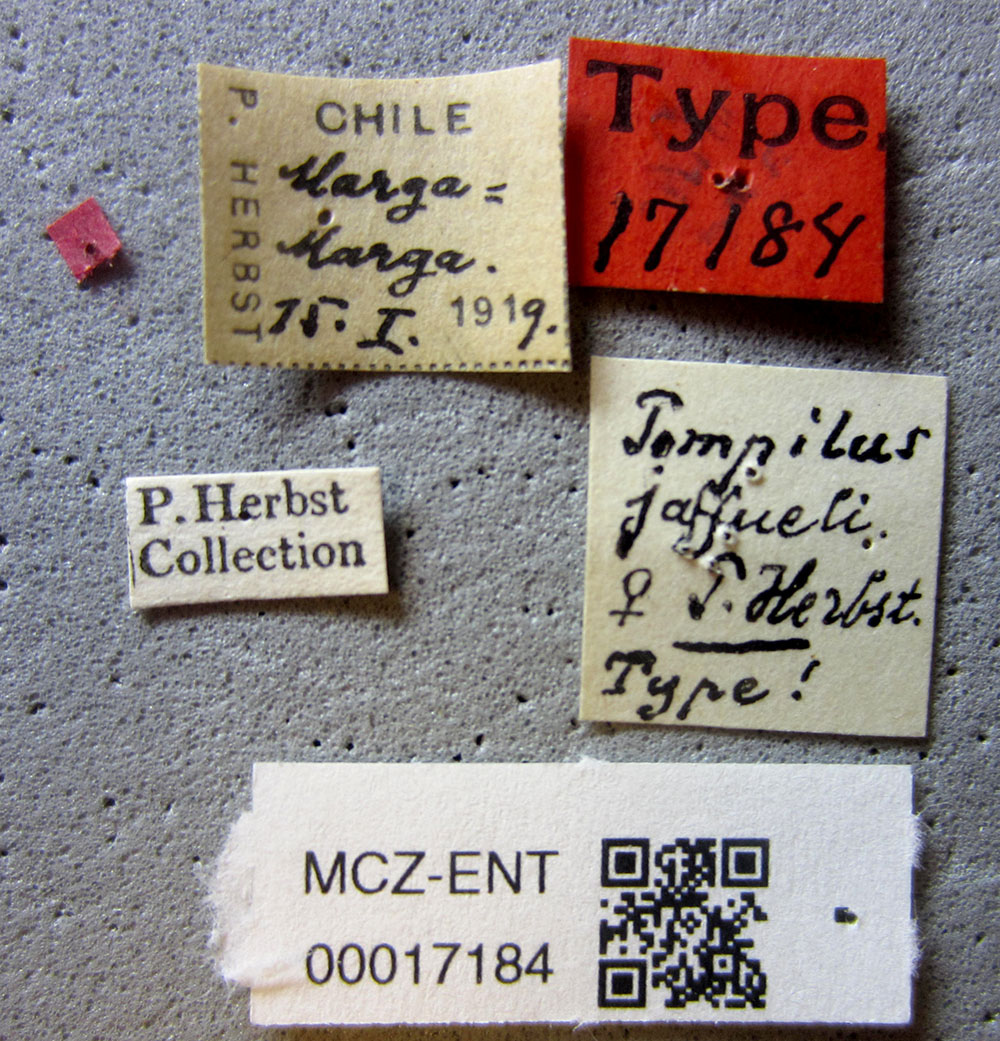 P. HERBST
CHILE
Marga=
Marga.
15. I. 1919.
Type.
17184
P. Herbst
Collection
Pompilus
jaffueli.
♀ P. Herbst.
Type!
MCZ-ENT
00017184